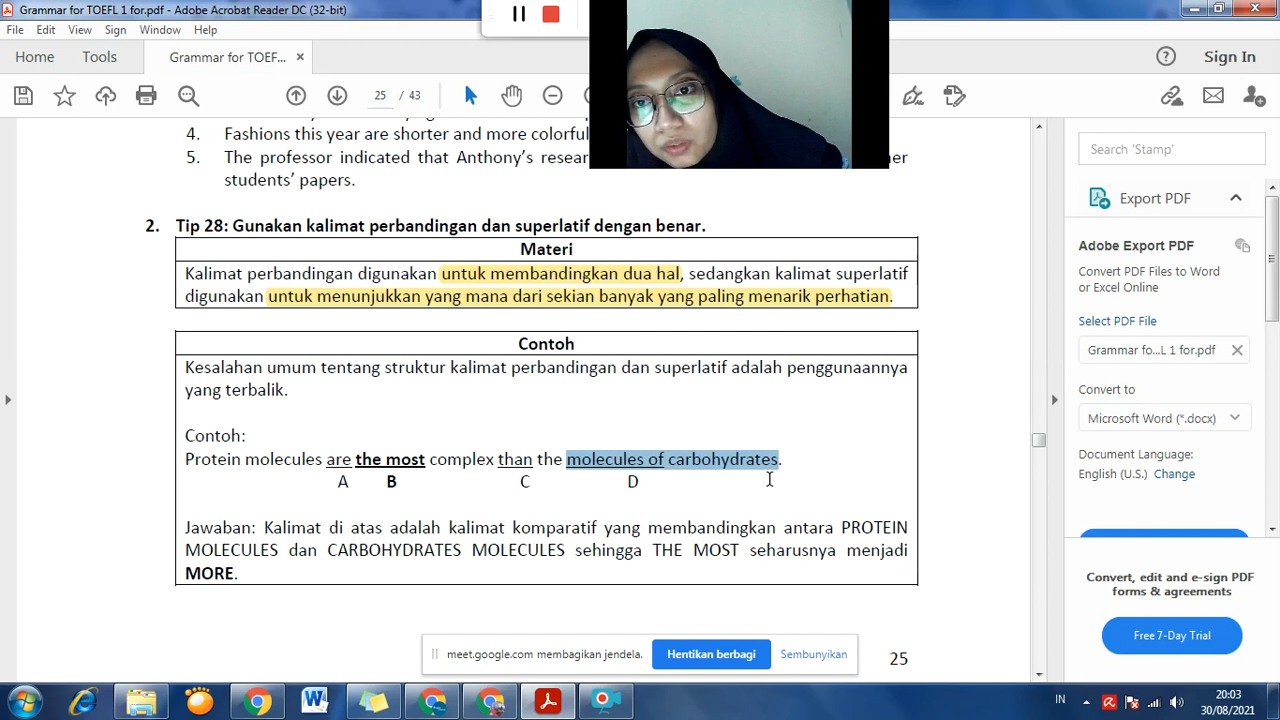 Grammar for TOEFL 1 for.pdf - Adobe Acrobat Reader DC (32-bit)
File Edit View Sign Window Help
Home Tools Grammar for TOEF... ×
Sign In
25 / 43
4. Fashions this year are shorter and more colorful
5. The professor indicated that Anthony's resear
students' papers.
2. Tip 28: Gunakan kalimat perbandingan dan superlatif dengan benar.
Materi
Kalimat perbandingan digunakan untuk membandingkan dua hal, sedangkan kalimat superlatif
digunakan untuk menunjukkan yang mana dari sekian banyak yang paling menarik perhatian.
Contoh
Kesalahan umum tentang struktur kalimat perbandingan dan superlatif adalah penggunaannya
yang terbalik.
Contoh:
Protein molecules are the most complex than the molecules of carbohydrates.
A B C D
Jawaban: Kalimat di atas adalah kalimat komparatif yang membandingkan antara PROTEIN
MOLECULES dan CARBOHYDRATES MOLECULES sehingga THE MOST seharusnya menjadi
MORE.
25
Search 'Stamp'
Export PDF
Adobe Export PDF
Convert PDF Files to Word
or Excel Online
Select PDF File
Grammar fo...L 1 for.pdf
Convert to
Microsoft Word (*.docx)
Document Language:
English (U.S.) Change
Convert, edit and e-sign PDF
forms & agreements
Free 7-Day Trial
meet.google.com membagikan jendela. Hentikan berbagi Sembunyikan
IN
20:03
30/08/2021